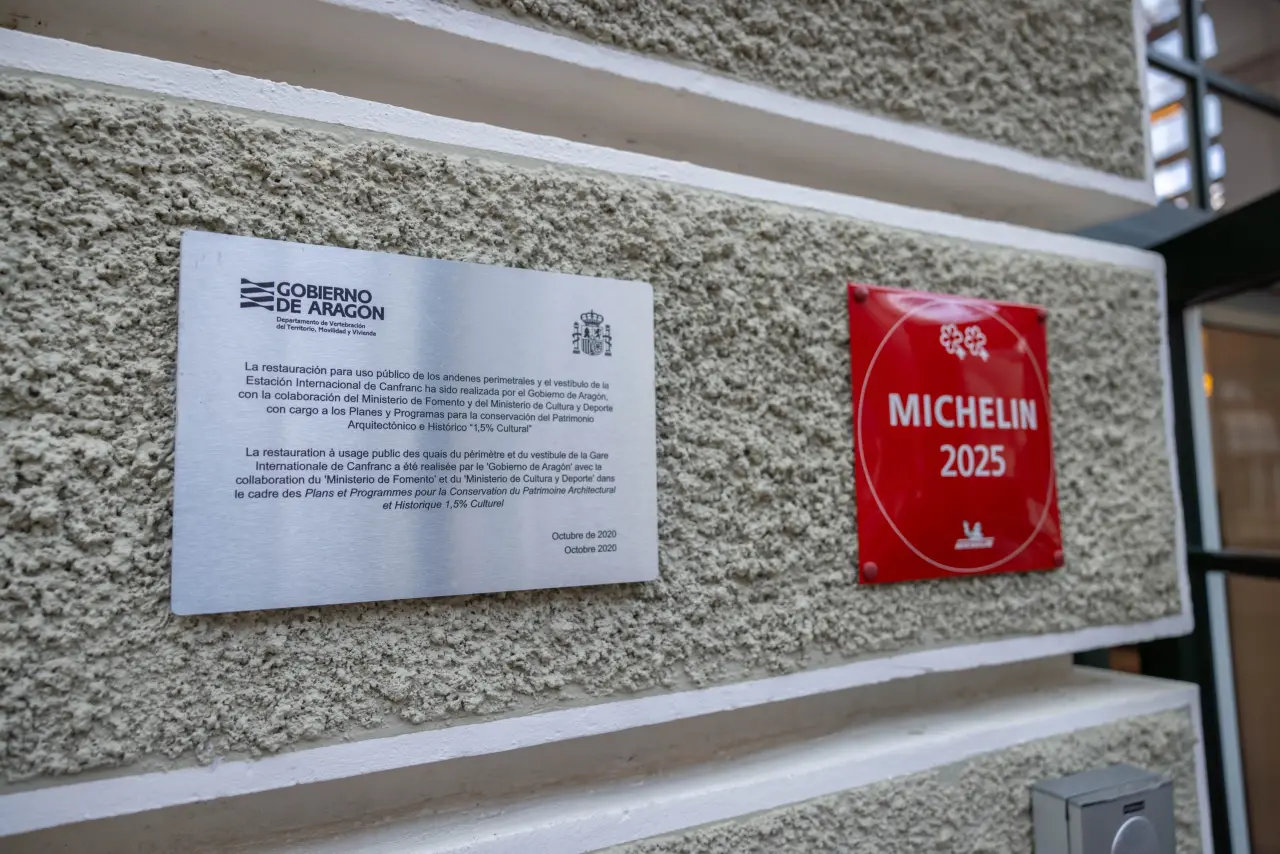 GOBIERNO
DE ARAGON
Departamento de Vertebración
del Territorio, Movilidad y Vivienda
La restauración para uso público de los andenes perimetrales y el vestíbulo de la
Estación Internacional de Canfranc ha sido realizada por el Gobierno de Aragón,
con la colaboración del Ministerio de Fomento y del Ministerio de Cultura y Deporte
con cargo a los Planes y Programas para la conservación del Patrimonio
Arquitectónico e Histórico "1,5% Cultural"
La restauration à usage public des quais du périmètre et du vestibule de la Gare
Internationale de Canfranc a été realisée par le 'Gobierno de Aragón' avec la
collaboration du 'Ministerio de Fomento' et du 'Ministerio de Cultura y Deporte' dans
le cadre des Plans et Programmes pour la Conservation du Patrimoine Architectural
et Historique 1,5% Culturel
Octubre de 2020
Octobre 2020
MICHELIN
2025
MICHELIN